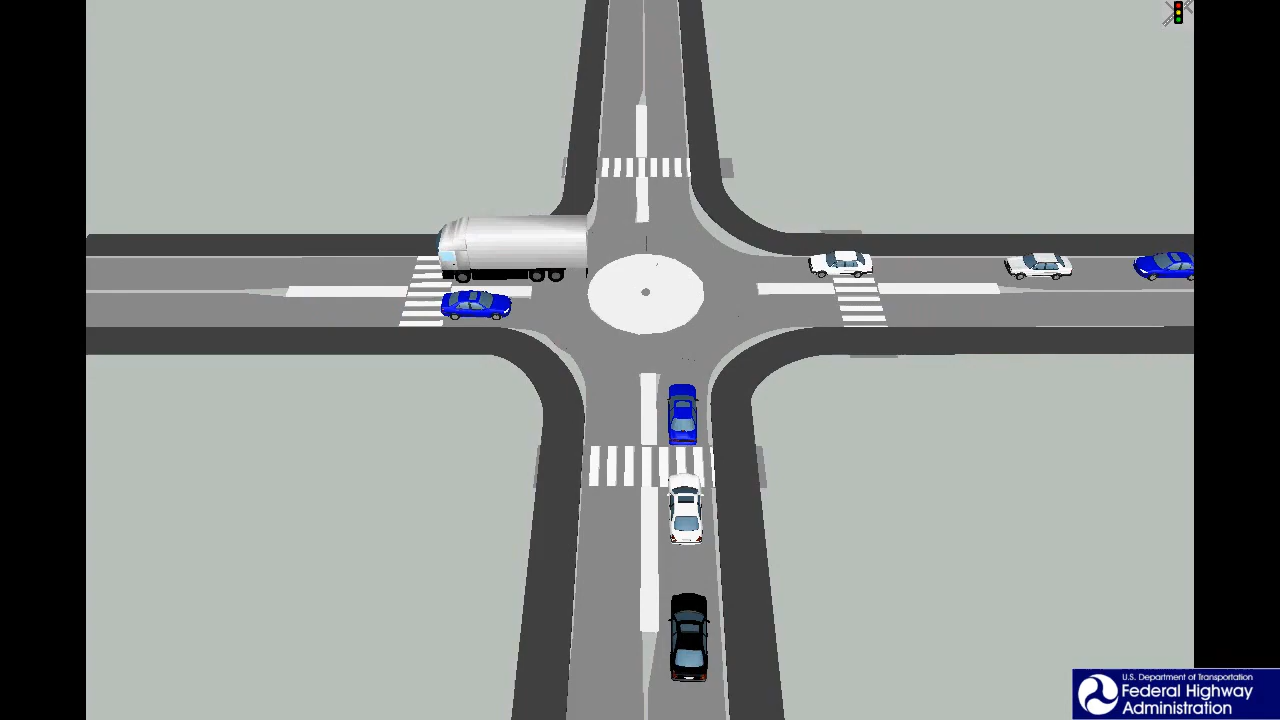 U.S. Department of Transportation
Federal Highway
Administration